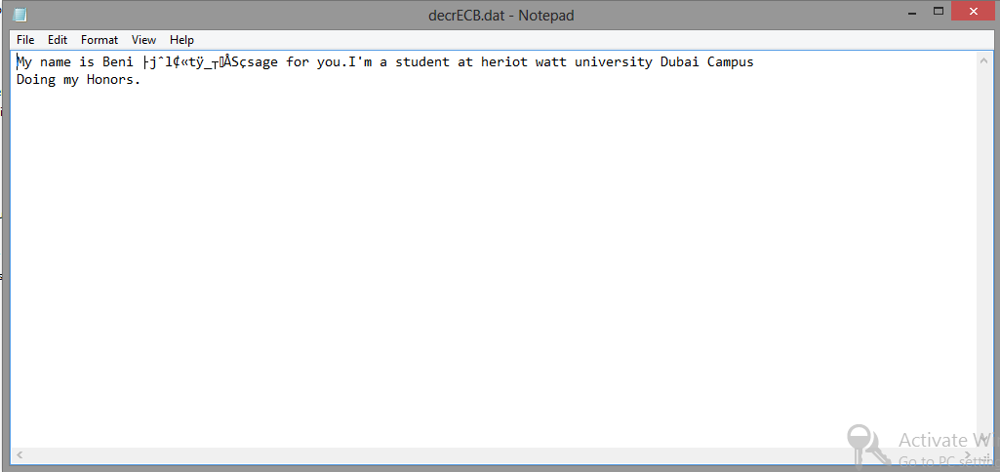 decrECB.dat - Notepad
File Edit Format View Help
My name is Beni ├jˆl¢«tÿ_┬▯ÅSçsage for you.I'm a student at heriot watt university Dubai Campus
Doing my Honors.
Activate W
Go to PC settin